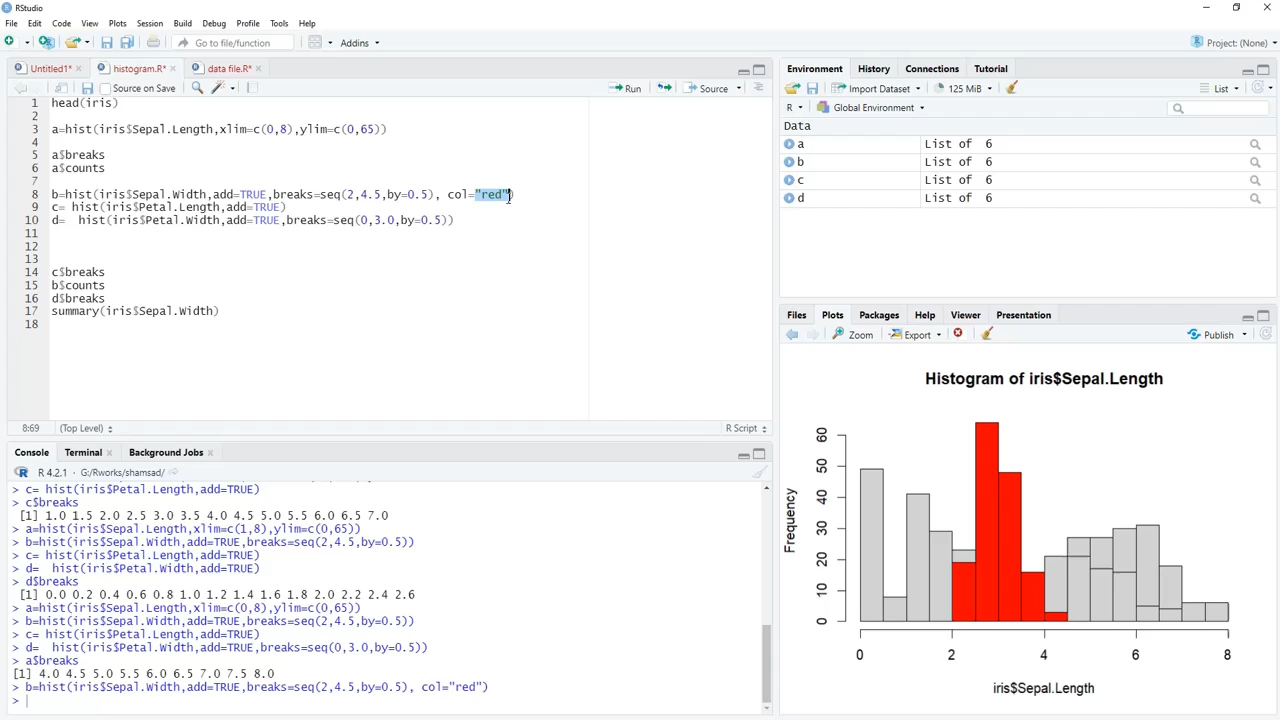 RStudio
File Edit Code View Plots Session Build Debug Profile Tools Help
Go to file/function Addins Project: (None)
Untitled1* histogram.R* data file.R*
Source on Save Run Source
1 head(iris)
2
3 a=hist(iris$Sepal.Length,xlim=c(0,8),ylim=c(0,65))
4
5 a$breaks
6 a$counts
7
8 b=hist(iris$Sepal.Width,add=TRUE,breaks=seq(2,4.5,by=0.5), col="red")
9 c= hist(iris$Petal.Length,add=TRUE)
10 d=  hist(iris$Petal.Width,add=TRUE,breaks=seq(0,3.0,by=0.5))
11
12
13
14 c$breaks
15 b$counts
16 d$breaks
17 summary(iris$Sepal.Width)
18
8:69 (Top Level) R Script
Console Terminal Background Jobs
R 4.2.1 · G:/Rworks/shamsad/
> c= hist(iris$Petal.Length,add=TRUE)
> c$breaks
[1] 1.0 1.5 2.0 2.5 3.0 3.5 4.0 4.5 5.0 5.5 6.0 6.5 7.0
> a=hist(iris$Sepal.Length,xlim=c(1,8),ylim=c(0,65))
> b=hist(iris$Sepal.Width,add=TRUE,breaks=seq(2,4.5,by=0.5))
> c= hist(iris$Petal.Length,add=TRUE)
> d=  hist(iris$Petal.Width,add=TRUE)
> d$breaks
[1] 0.0 0.2 0.4 0.6 0.8 1.0 1.2 1.4 1.6 1.8 2.0 2.2 2.4 2.6
> a=hist(iris$Sepal.Length,xlim=c(0,8),ylim=c(0,65))
> b=hist(iris$Sepal.Width,add=TRUE,breaks=seq(2,4.5,by=0.5))
> c= hist(iris$Petal.Length,add=TRUE)
> d=  hist(iris$Petal.Width,add=TRUE,breaks=seq(0,3.0,by=0.5))
> a$breaks
[1] 4.0 4.5 5.0 5.5 6.0 6.5 7.0 7.5 8.0
> b=hist(iris$Sepal.Width,add=TRUE,breaks=seq(2,4.5,by=0.5), col="red")
>
Environment History Connections Tutorial
Import Dataset 125 MiB List
R Global Environment
Data
a List of 6
b List of 6
c List of 6
d List of 6
Files Plots Packages Help Viewer Presentation
Zoom Export Publish
Histogram of iris$Sepal.Length
Frequency
60
50
40
30
20
10
0
0 2 4 6 8
iris$Sepal.Length